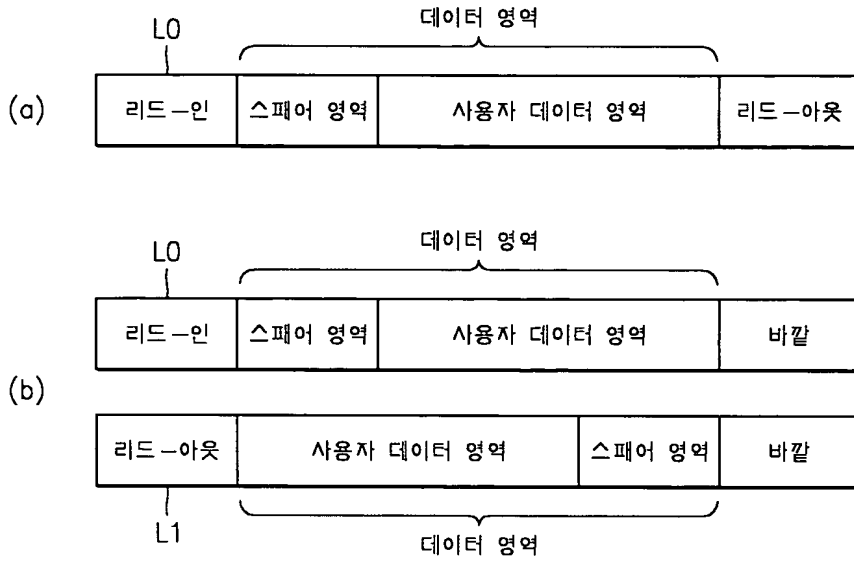 데이터 영역
L0
(a)
리드-인 스패어 영역 사용자 데이터 영역 리드-아웃
데이터 영역
L0
리드-인 스패어 영역 사용자 데이터 영역 바깥
(b)
리드-아웃 사용자 데이터 영역 스패어 영역 바깥
L1
데이터 영역